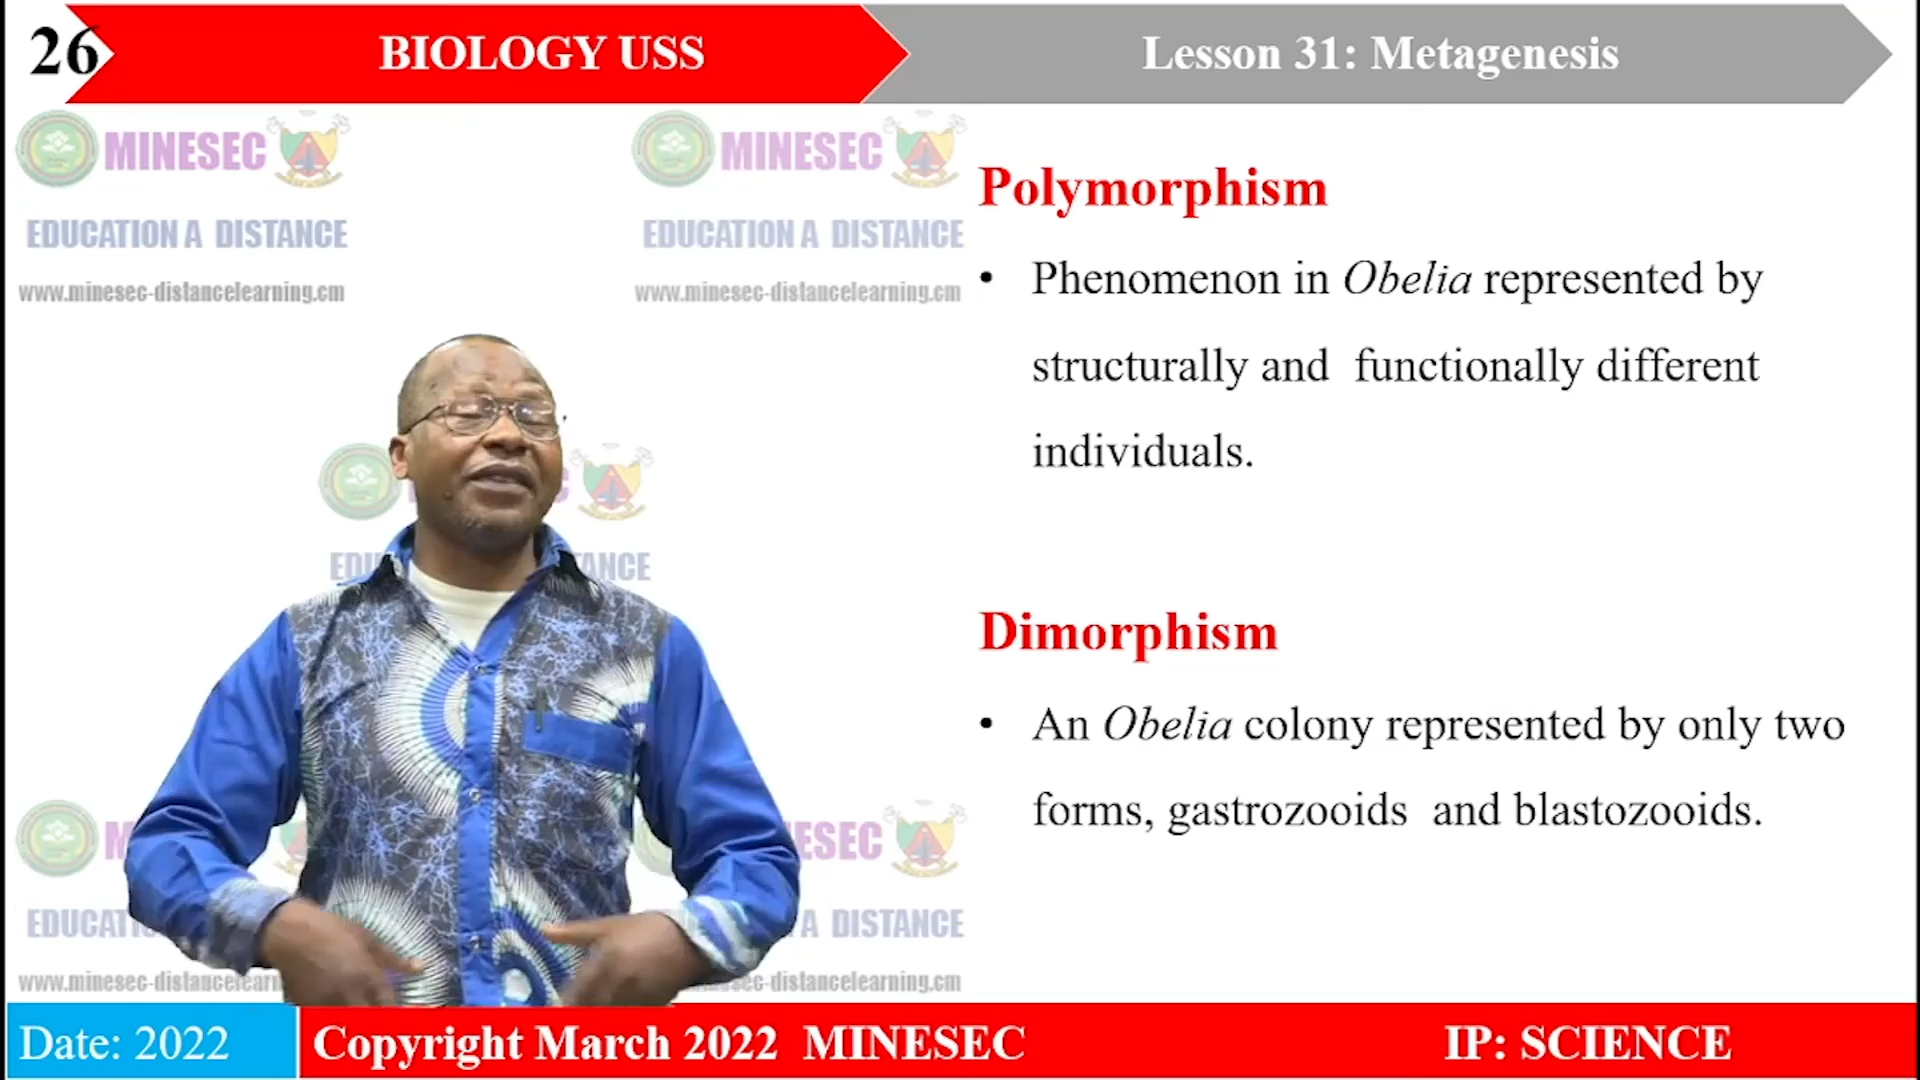 26
BIOLOGY USS
Lesson 31: Metagenesis
MINESEC
EDUCATION A DISTANCE
www.minesec-distancelearning.cm
MINESEC
EDUCATION A DISTANCE
www.minesec-distancelearning.cm
Polymorphism
• Phenomenon in Obelia represented by
structurally and functionally different
individuals.
Dimorphism
• An Obelia colony represented by only two
forms, gastrozooids and blastozooids.
Date: 2022
Copyright March 2022 MINESEC
IP: SCIENCE